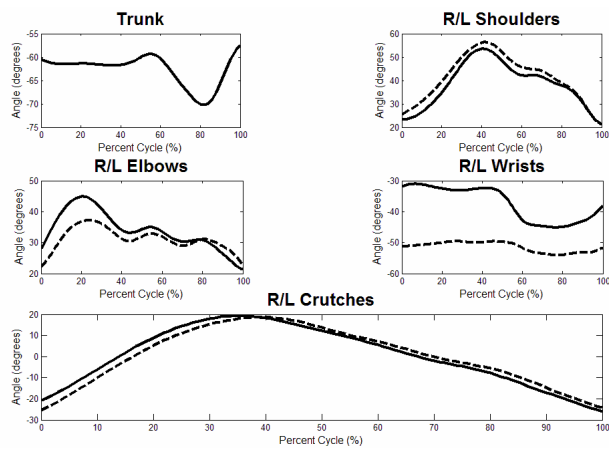 Trunk
Angle (degrees)
-55
-60
-65
-70
-75
0 20 40 60 80 100
Percent Cycle (%)
R/L Shoulders
Angle (degrees)
60
50
40
30
20
0 20 40 60 80 100
Percent Cycle (%)
R/L Elbows
Angle (degrees)
50
40
30
20
0 20 40 60 80 100
Percent Cycle (%)
R/L Wrists
Angle (degrees)
-30
-40
-50
-60
0 20 40 60 80 100
Percent Cycle (%)
R/L Crutches
Angle (degrees)
20
10
0
-10
-20
-30
0 10 20 30 40 50 60 70 80 90 100
Percent Cycle (%)